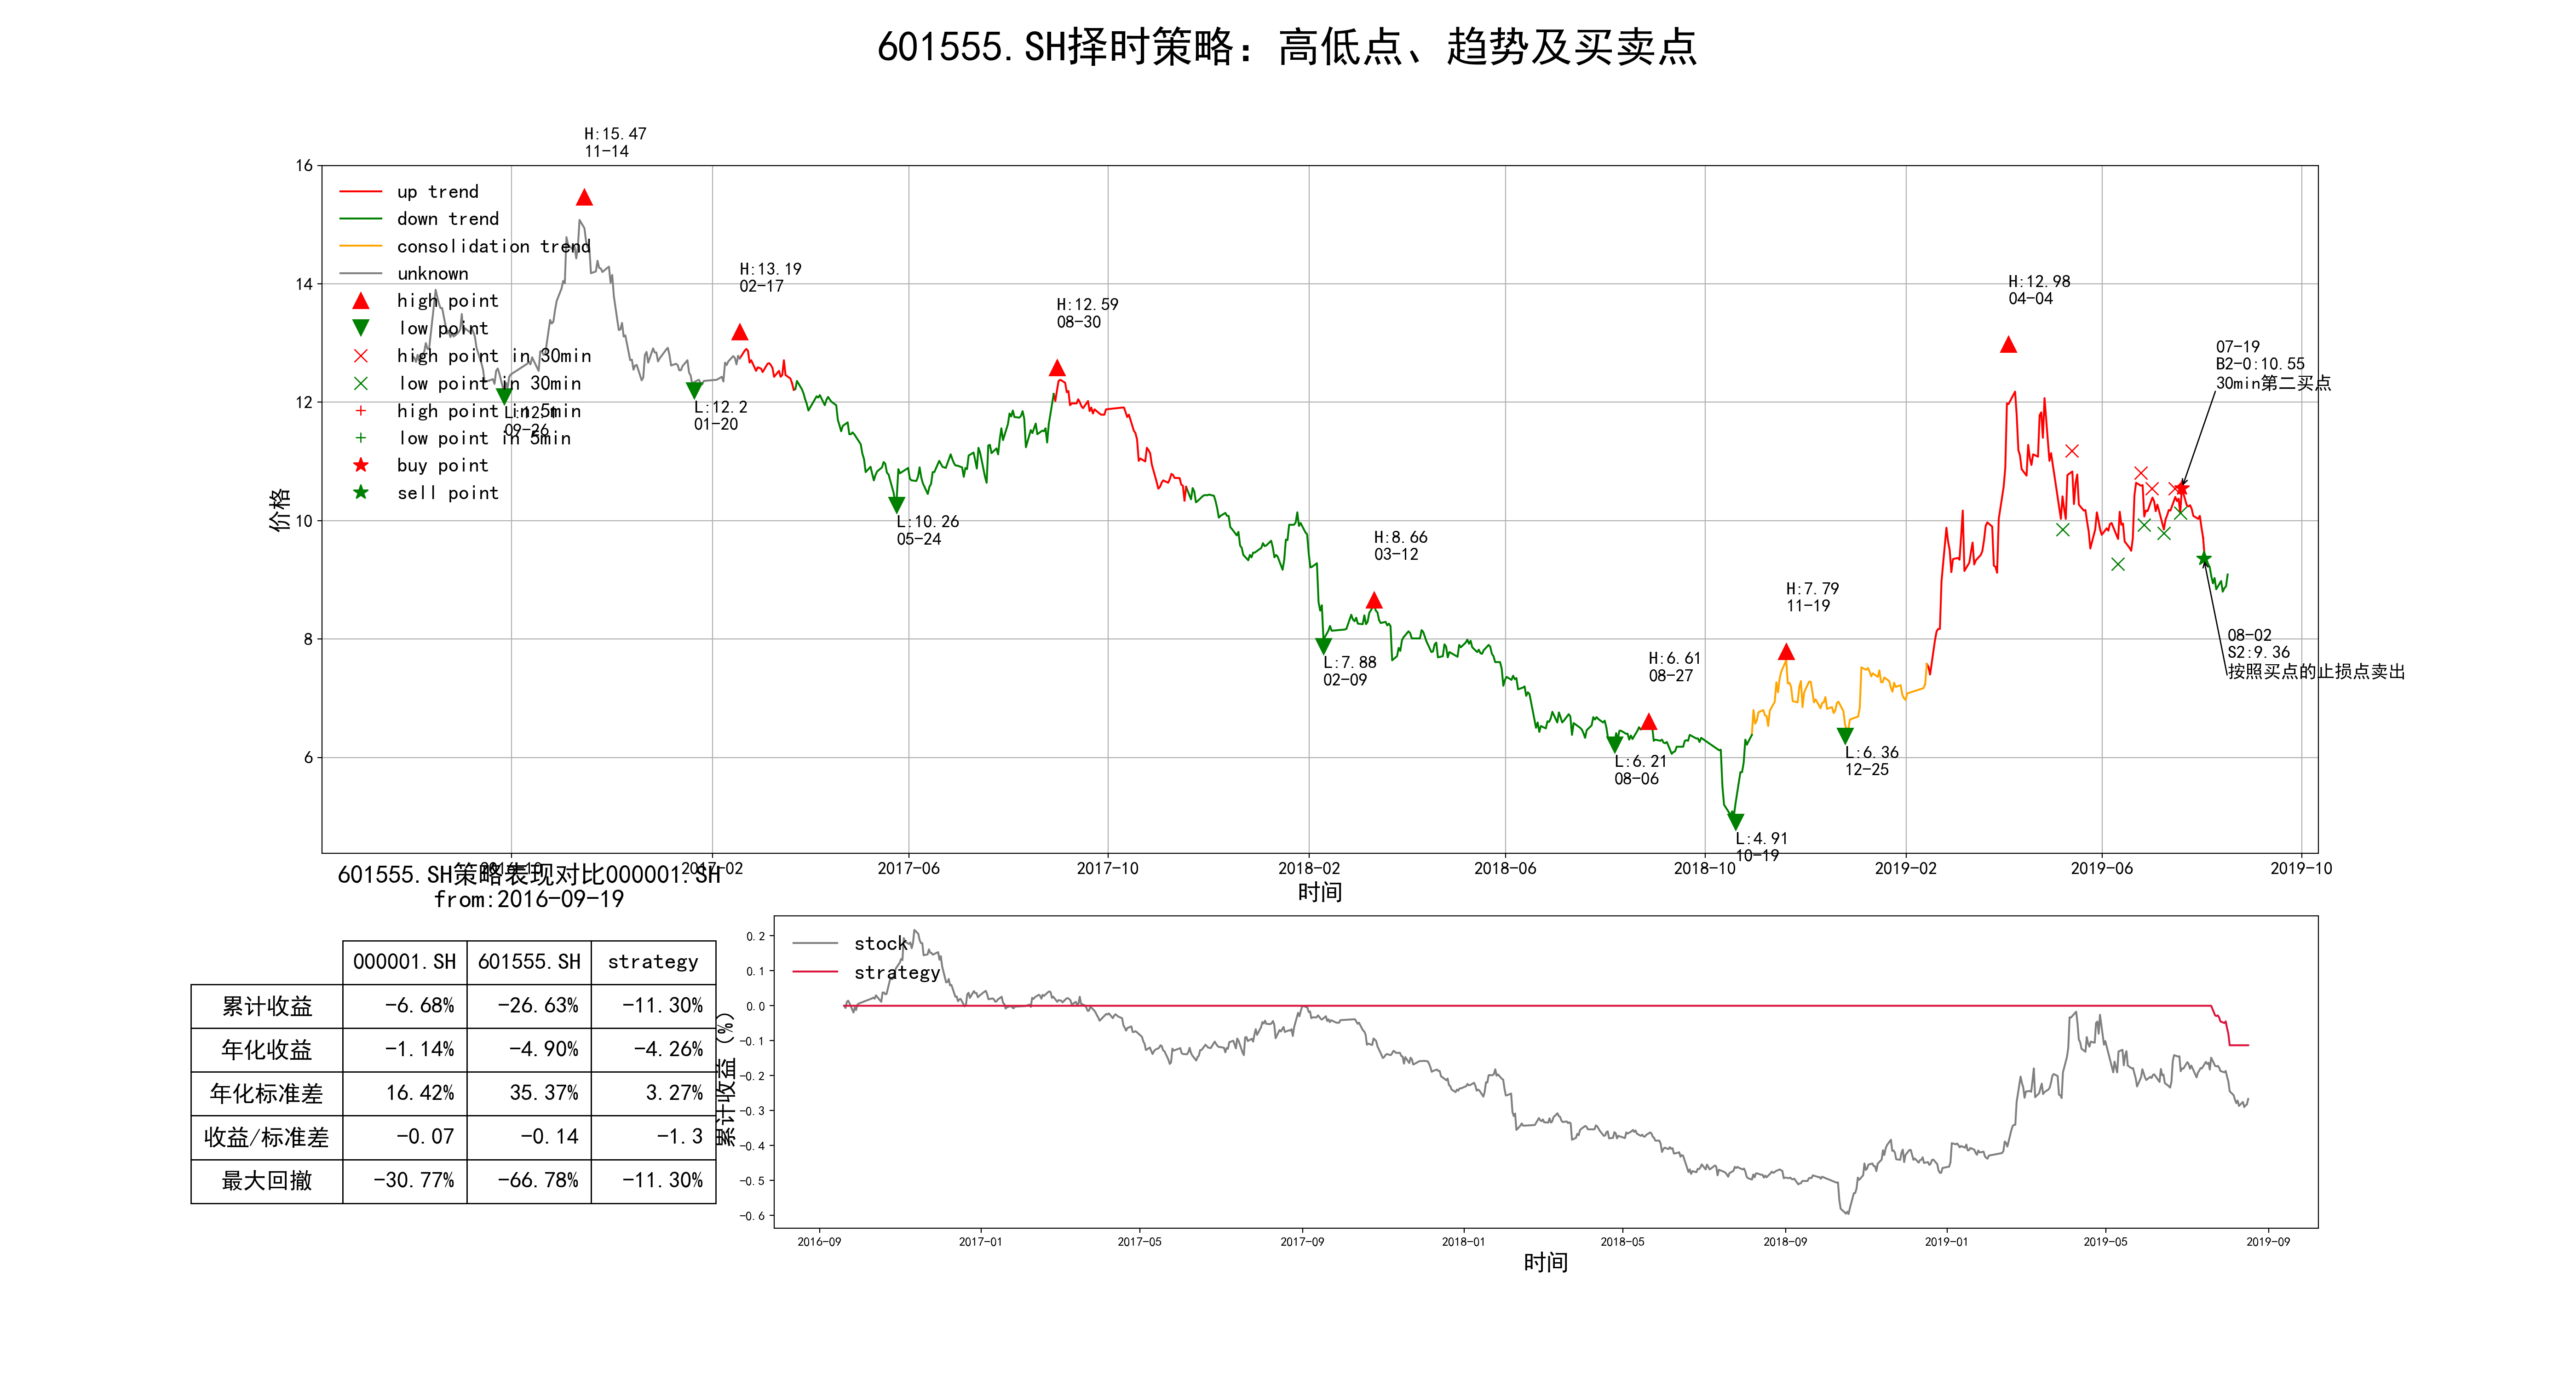 601555.SH择时策略：高低点、趋势及买卖点
H:15.47
11-14
H:13.19
02-17
H:12.59
08-30
H:12.98
04-04
07-19
B2-0:10.55
30min第二买点
up trend
down trend
consolidation trend
unknown
high point
low point
high point in 30min
low point in 30min
high point in 5min
low point in 5min
buy point
sell point
16
14
12
10
8
6
价格
L:12.1
09-26
L:12.2
01-20
L:10.26
05-24
H:8.66
03-12
L:7.88
02-09
H:6.61
08-27
L:6.21
08-06
H:7.79
11-19
L:6.36
12-25
L:4.91
10-19
08-02
S2:9.36
按照买点的止损点卖出
2016-10
2017-02
2017-06
2017-10
2018-02
2018-06
2018-10
2019-02
2019-06
2019-10
时间
601555.SH策略表现对比000001.SH
from:2016-09-19
000001.SH 601555.SH strategy
累计收益 -6.68% -26.63% -11.30%
年化收益 -1.14% -4.90% -4.26%
年化标准差 16.42% 35.37% 3.27%
收益/标准差 -0.07 -0.14 -1.3
最大回撤 -30.77% -66.78% -11.30%
累计收益（%）
0.2
0.1
0.0
-0.1
-0.2
-0.3
-0.4
-0.5
-0.6
stock
strategy
2016-09
2017-01
2017-05
2017-09
2018-01
2018-05
2018-09
2019-01
2019-05
2019-09
时间